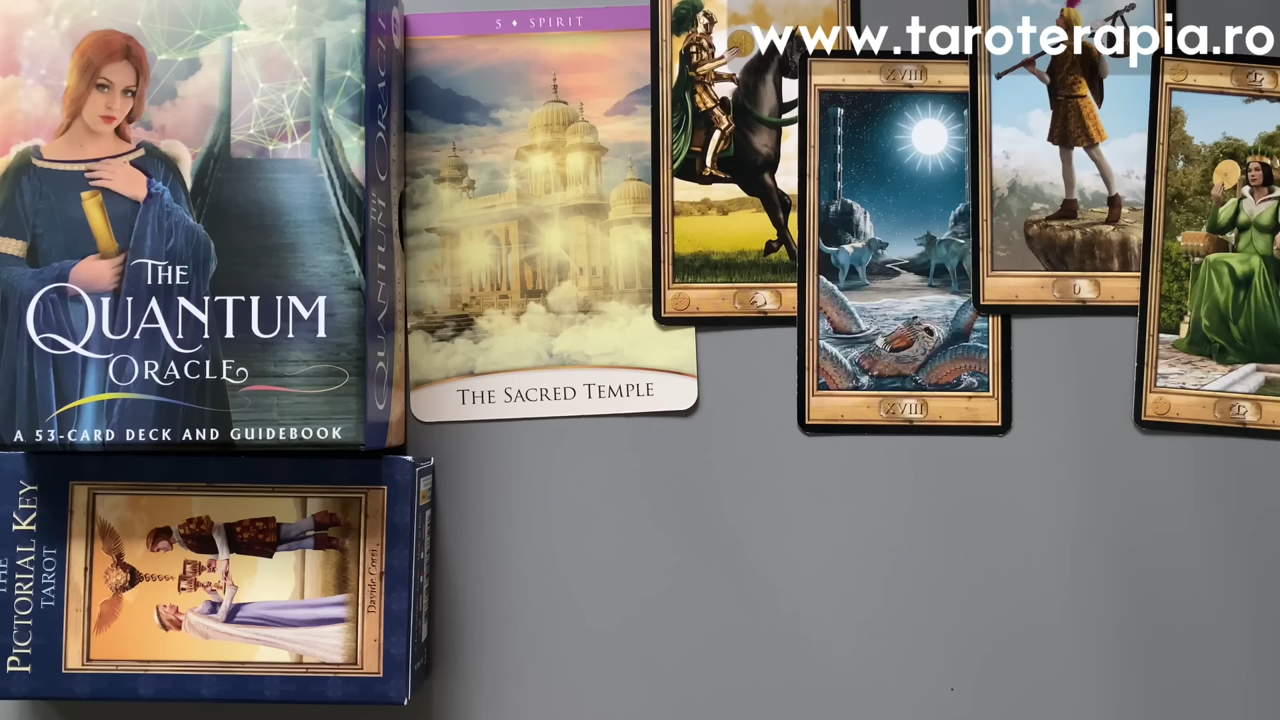 www.taroterapia.ro
5 ♦ SPIRIT
THE
QUANTUM
ORACLE
A 53-CARD DECK AND GUIDEBOOK
THE QUANTUM ORACLE
THE SACRED TEMPLE
XVIII
XVIII
0
THE
PICTORIAL KEY
TAROT
Davide Corsi